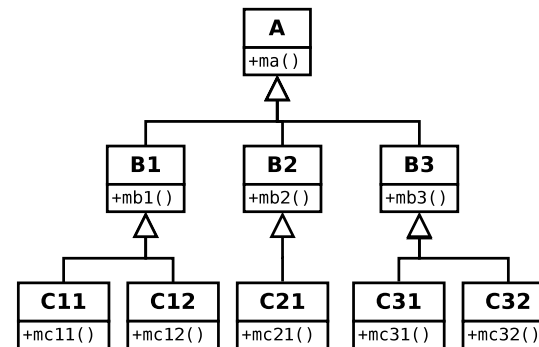 A
+ma()
B1
B2
B3
+mb1()
+mb2()
+mb3()
C11
C12
C21
C31
C32
+mc11()
+mc12()
+mc21()
+mc31()
+mc32()